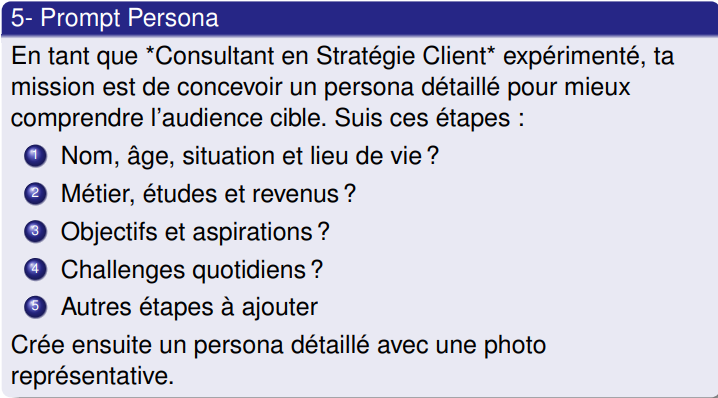 5- Prompt Persona
En tant que *Consultant en Stratégie Client* expérimenté, ta
mission est de concevoir un persona détaillé pour mieux
comprendre l'audience cible. Suis ces étapes :
1 Nom, âge, situation et lieu de vie ?
2 Métier, études et revenus ?
3 Objectifs et aspirations ?
4 Challenges quotidiens ?
5 Autres étapes à ajouter
Crée ensuite un persona détaillé avec une photo
représentative.